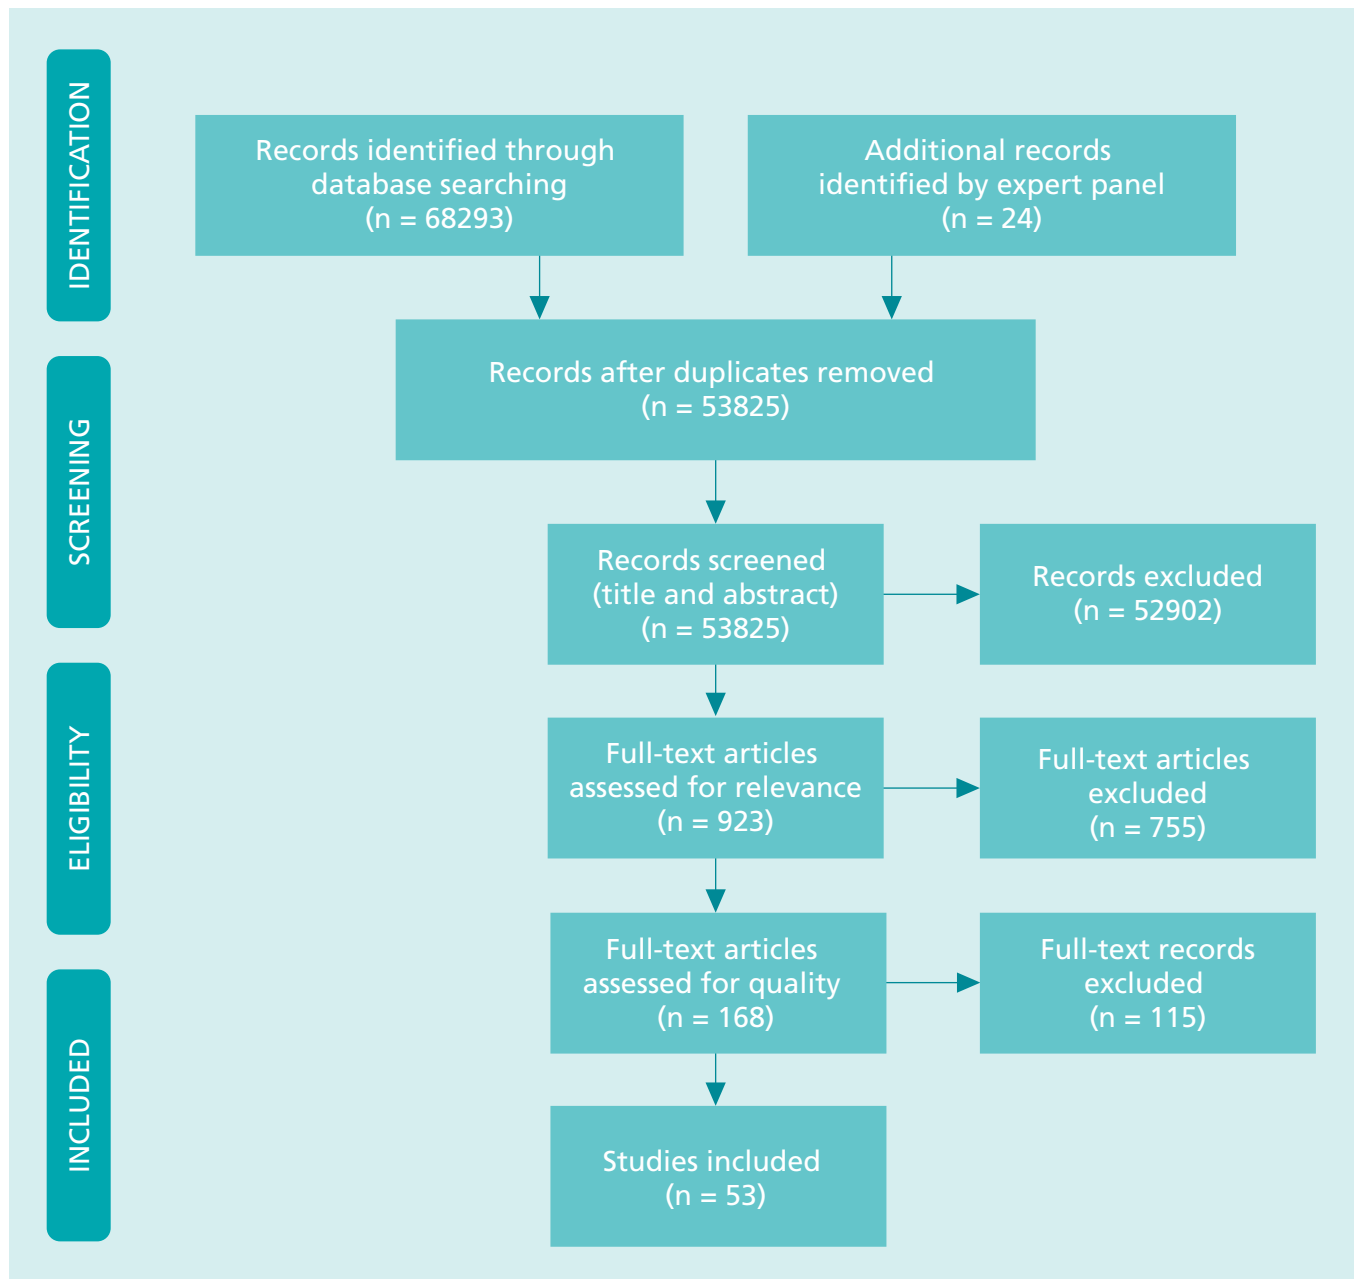 IDENTIFICATION
Records identified through
database searching
(n = 68293)
Additional records
identified by expert panel
(n = 24)
Records after duplicates removed
(n = 53825)
SCREENING
Records screened
(title and abstract)
(n = 53825)
Records excluded
(n = 52902)
ELIGIBILITY
Full-text articles
assessed for relevance
(n = 923)
Full-text articles
excluded
(n = 755)
Full-text articles
assessed for quality
(n = 168)
Full-text records
excluded
(n = 115)
INCLUDED
Studies included
(n = 53)